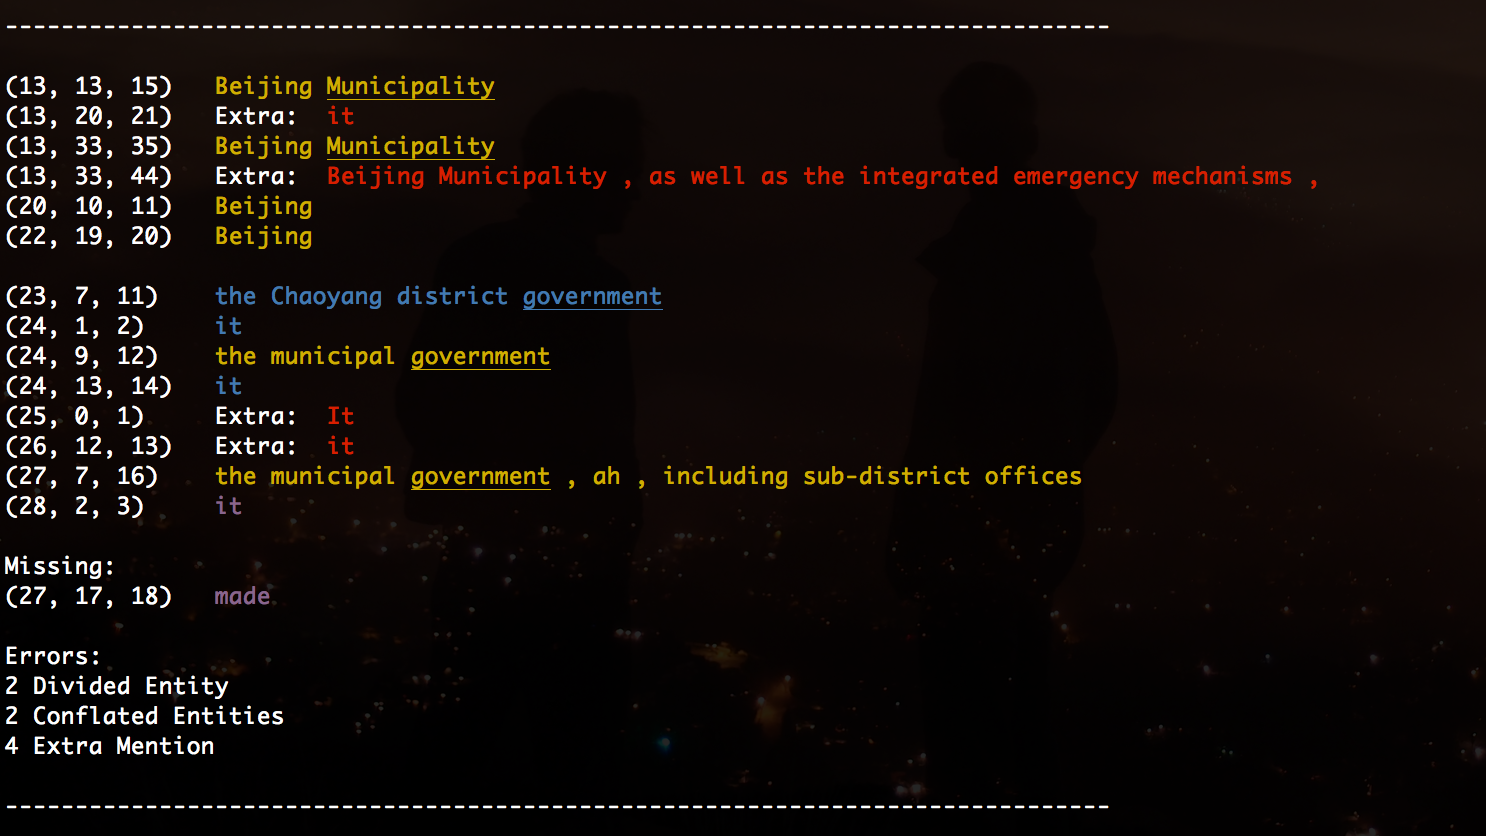 -------------------------------------------------------------------------------
(13, 13, 15)   Beijing Municipality
(13, 20, 21)   Extra:  it
(13, 33, 35)   Beijing Municipality
(13, 33, 44)   Extra:  Beijing Municipality , as well as the integrated emergency mechanisms ,
(20, 10, 11)   Beijing
(22, 19, 20)   Beijing
(23, 7, 11)    the Chaoyang district government
(24, 1, 2)     it
(24, 9, 12)    the municipal government
(24, 13, 14)   it
(25, 0, 1)     Extra:  It
(26, 12, 13)   Extra:  it
(27, 7, 16)    the municipal government , ah , including sub-district offices
(28, 2, 3)     it
Missing:
(27, 17, 18)   made
Errors:
2 Divided Entity
2 Conflated Entities
4 Extra Mention
-------------------------------------------------------------------------------